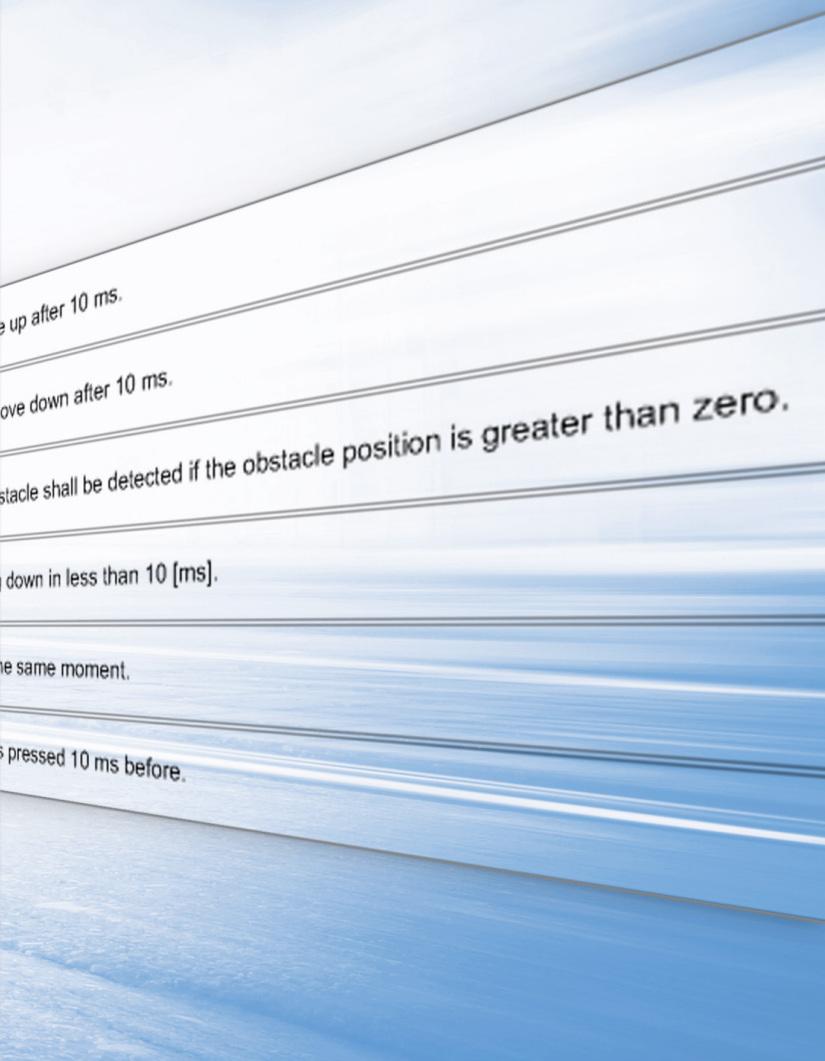 e up after 10 ms.
ove down after 10 ms.
stacle shall be detected if the obstacle position is greater than zero.
down in less than 10 [ms].
e same moment.
s pressed 10 ms before.